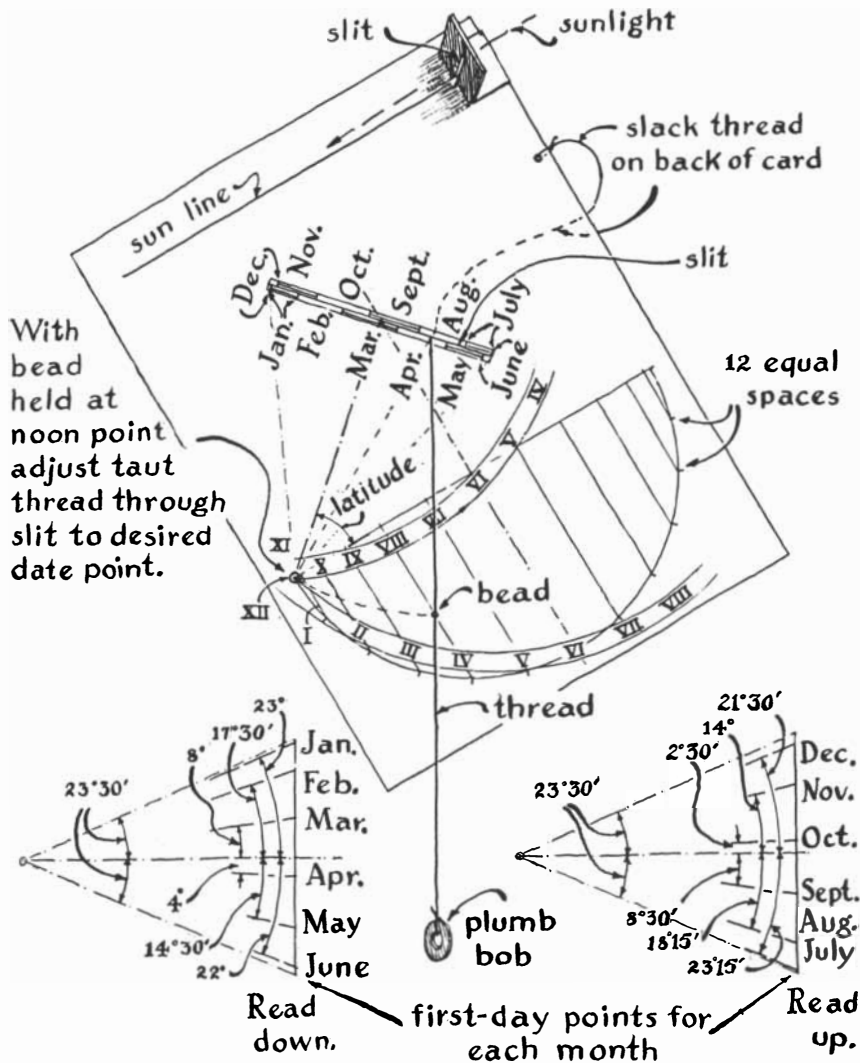 slit
sunlight
slack thread
on back of card
sun line
slit
Dec.
Nov.
Oct.
Sept.
Aug.
July
Jan.
Feb.
Mar.
Apr.
May
June
With
bead
held at
noon point
adjust taut
thread through
slit to desired
date point.
12 equal
spaces
latitude
IV
V
VI
VII
VIII
IX
X
XI
XII
I
II
III
IV
V
VI
VII
VIII
bead
thread
23°
17°30'
8°
23°30'
4°
14°30'
22°
Jan.
Feb.
Mar.
Apr.
May
June
Read
down.
plumb
bob
21°30'
14°
2°30'
23°30'
8°30'
18°15'
23°15'
Dec.
Nov.
Oct.
Sept.
Aug.
July
Read
up.
first-day points for
each month